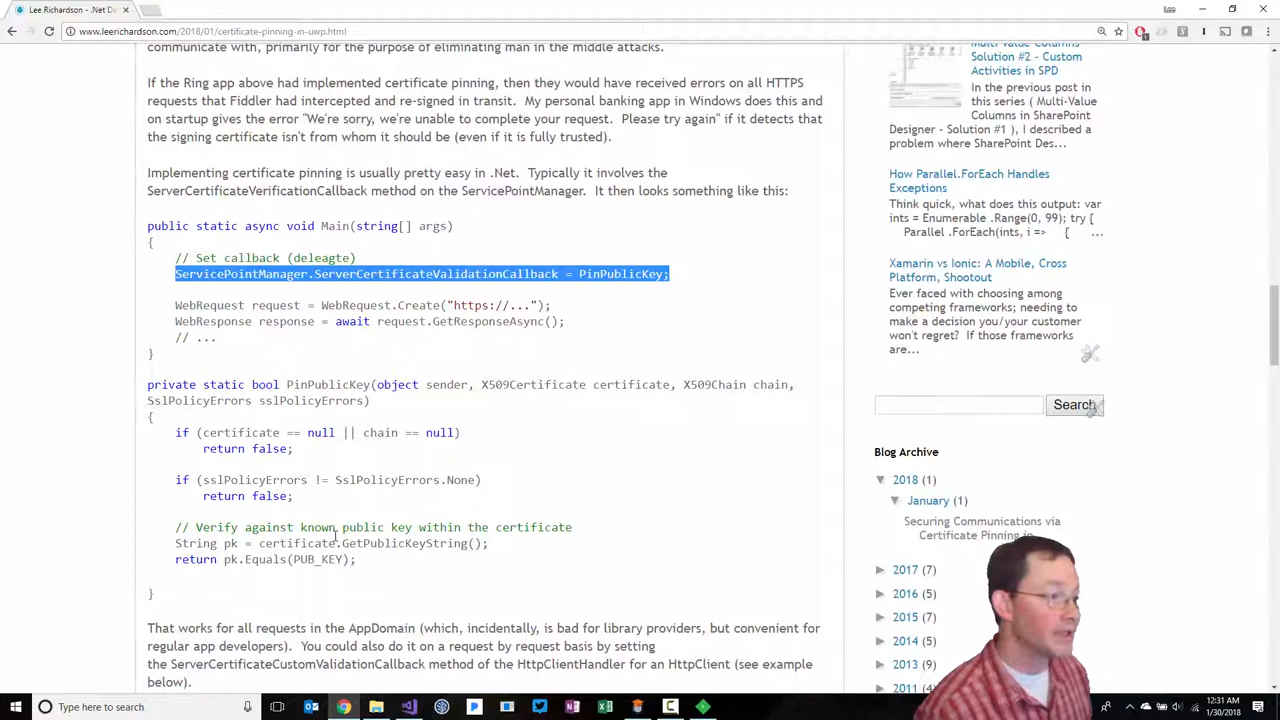 Lee Richardson - .Net De
Lee
www.leerichardson.com/2018/01/certificate-pinning-in-uwp.html
communicate with, primarily for the purpose of eliminating man in the middle attacks.
If the Ring app above had implemented certificate pinning, then they would have received errors on all HTTPS
requests that Fiddler had intercepted and re-signed in transit. My personal banking app in Windows does this and
on startup gives the error "We're sorry, we're unable to complete your request. Please try again" if it detects that
the signing certificate isn't from whom it should be (even if it is fully trusted).
Implementing certificate pinning is usually pretty easy in .Net. Typically it involves the
ServerCertificateVerificationCallback method on the ServicePointManager. It then looks something like this:
public static async void Main(string[] args)
{
// Set callback (deleagte)
ServicePointManager.ServerCertificateValidationCallback = PinPublicKey;
WebRequest request = WebRequest.Create("https://...");
WebResponse response = await request.GetResponseAsync();
// ...
}
private static bool PinPublicKey(object sender, X509Certificate certificate, X509Chain chain,
SslPolicyErrors sslPolicyErrors)
{
if (certificate == null || chain == null)
return false;
if (sslPolicyErrors != SslPolicyErrors.None)
return false;
// Verify against known public key within the certificate
String pk = certificate.GetPublicKeyString();
return pk.Equals(PUB_KEY);
}
That works for all requests in the AppDomain (which, incidentally, is bad for library providers, but convenient for
regular app developers). You could also do it on a request by request basis by setting
the ServerCertificateCustomValidationCallback method of the HttpClientHandler for an HttpClient (see example
below).
Multi Value Columns
Solution #2 - Custom
Activities in SPD
In the previous post in
this series ( Multi-Value
Columns in SharePoint
Designer - Solution #1 ), I described a
problem where SharePoint Des...
How Parallel.ForEach Handles
Exceptions
Think quick, what does this output: var
ints = Enumerable .Range(0, 99); try {
Parallel .ForEach(ints, i => { ...
Xamarin vs Ionic: A Mobile, Cross
Platform, Shootout
Ever faced with choosing among
competing frameworks; needing to
make a decision you/your customer
won't regret? If those frameworks
are...
Search
Blog Archive
▼ 2018 (1)
▼ January (1)
Securing Communications via
Certificate Pinning in
► 2017 (7)
► 2016 (7)
► 2015 (7)
► 2014 (5)
► 2013 (9)
► 2011 (4)
Type here to search
12:31 AM
1/30/2018